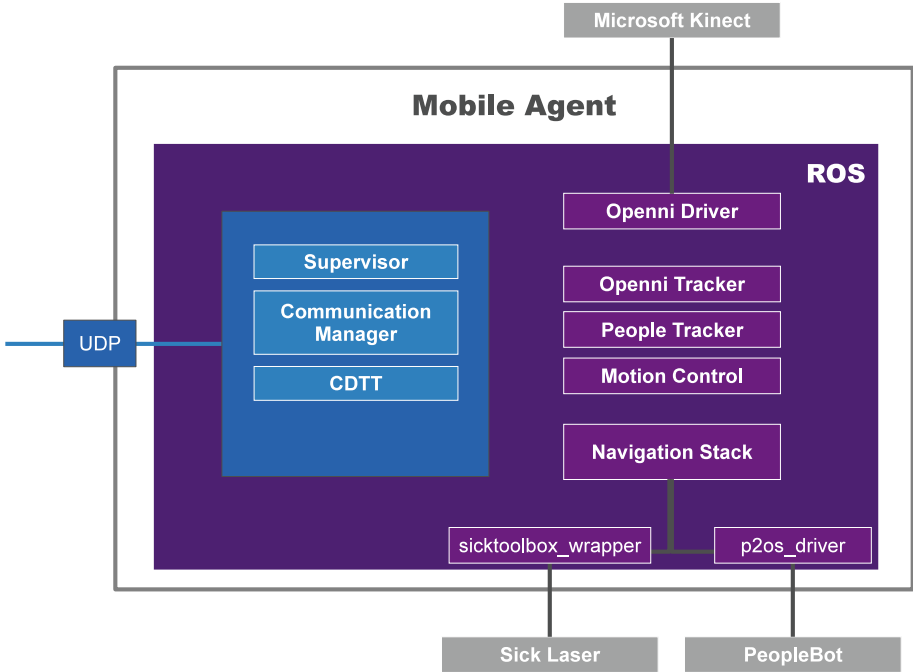 Microsoft Kinect
Mobile Agent
ROS
Openni Driver
Supervisor
Openni Tracker
Communication
Manager
People Tracker
UDP
CDTT
Motion Control
Navigation Stack
sicktoolbox_wrapper
p2os_driver
Sick Laser
PeopleBot